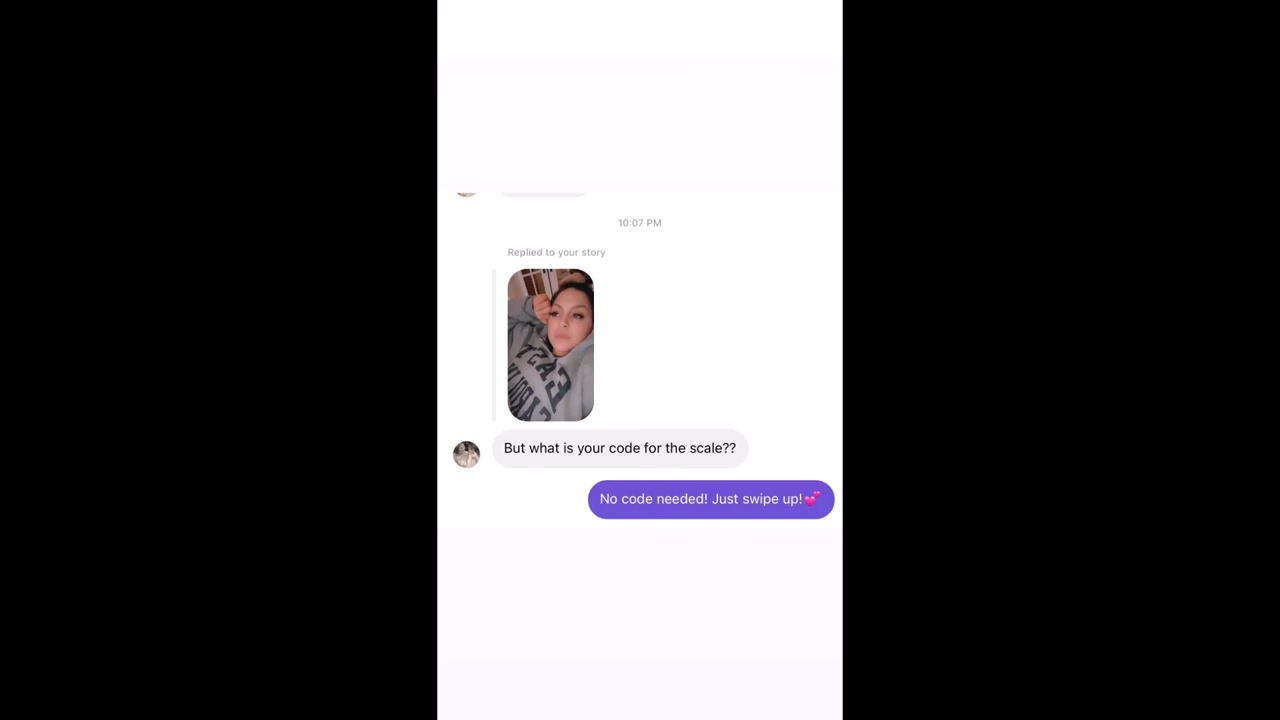 10:07 PM
Replied to your story
EAST
But what is your code for the scale??
No code needed! Just swipe up!💕